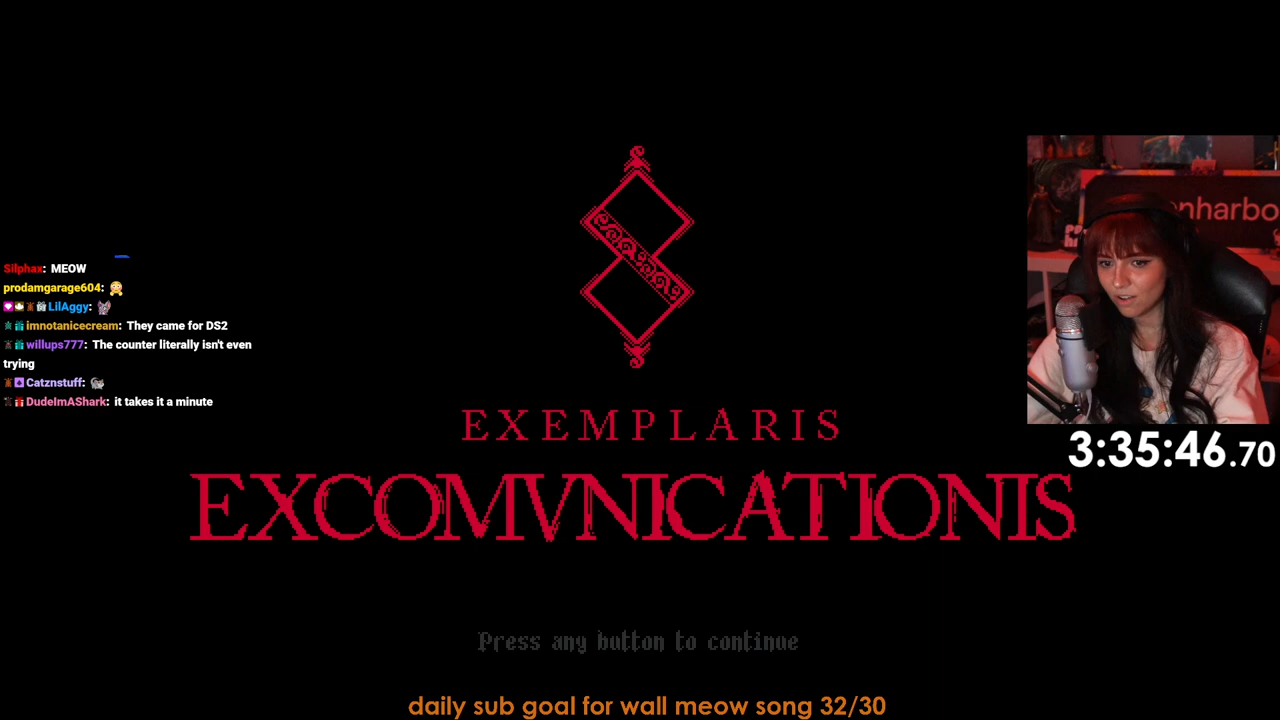 Silphax: MEOW
prodamgarage604:
LilAggy:
imnotanicecream: They came for DS2
willups777: The counter literally isn't even
trying
Catznstuff:
DudeImAShark: it takes it a minute
EXEMPLARIS
EXCOMVNICATIONIS
Press any button to continue
nharbo
3:35:46.70
daily sub goal for wall meow song 32/30